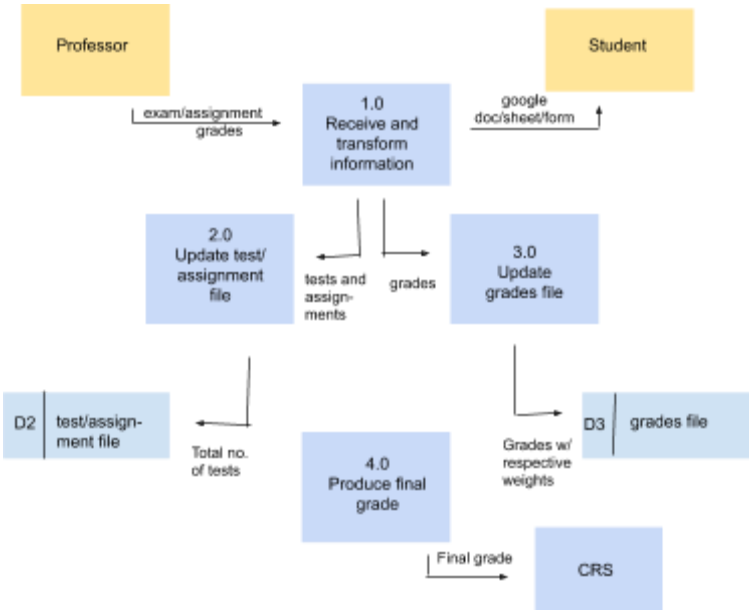 Professor
Student
exam/assignment
grades
1.0
Receive and
transform
information
google
doc/sheet/form
2.0
Update test/
assignment
file
tests and
assign-
ments
grades
3.0
Update
grades file
D2
test/assign-
ment file
Total no.
of tests
4.0
Produce final
grade
Grades w/
respective
weights
D3
grades file
Final grade
CRS